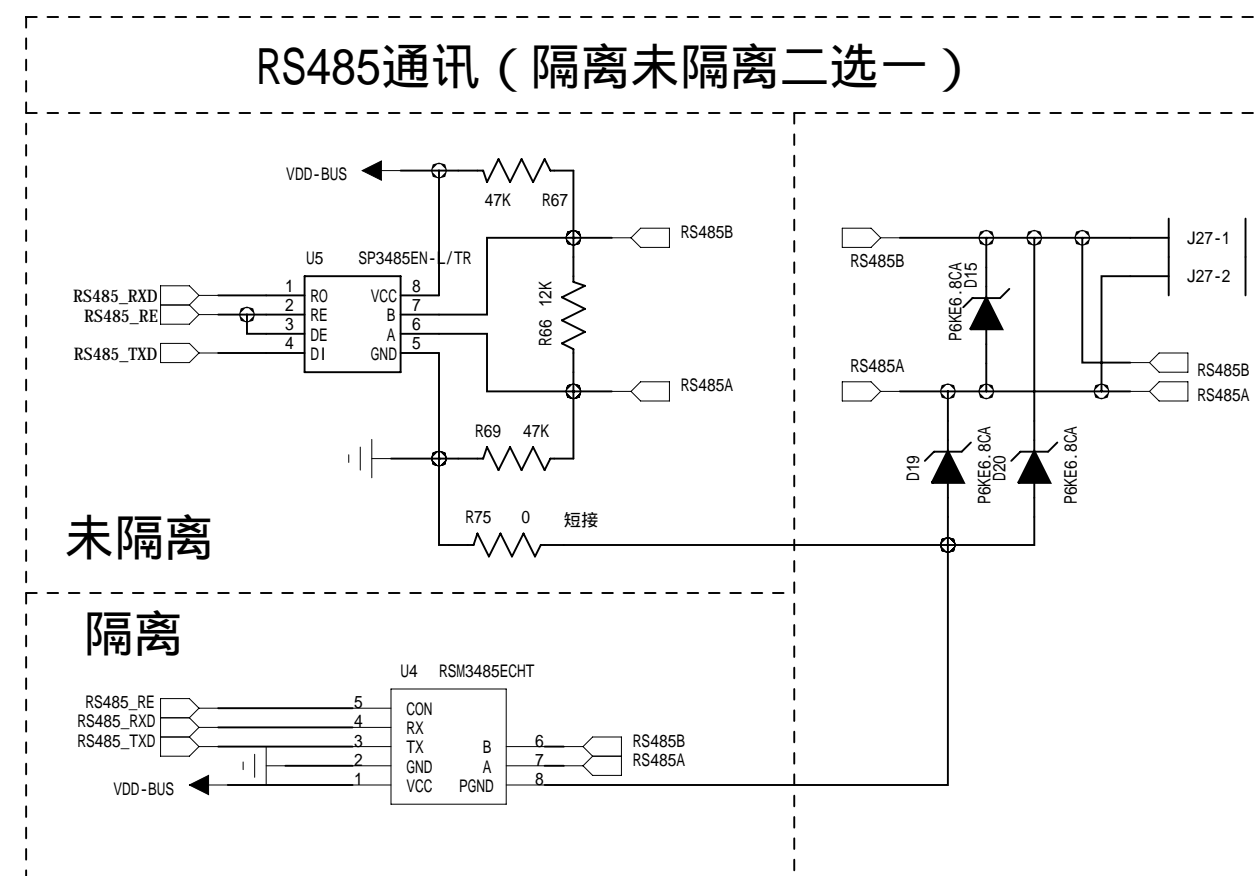 RS485通讯（隔离未隔离二选一）
VDD-BUS
47K R67
RS485B
U5 SP3485EN-L/TR
RS485_RXD 1 RO VCC 8
RS485_RE 2 RE B 7
3 DE A 6
RS485_TXD 4 DI GND 5
R66 12K
RS485A
R69 47K
R75 0 短接
未隔离
RS485B
J27-1
J27-2
P6KE6.8CA
D15
RS485A
RS485B
RS485A
D19
P6KE6.8CA
D20
P6KE6.8CA
隔离
U4 RSM3485ECHT
RS485_RE 5 CON
RS485_RXD 4 RX
RS485_TXD 3 TX B 6 RS485B
2 GND A 7 RS485A
VDD-BUS 1 VCC PGND 8